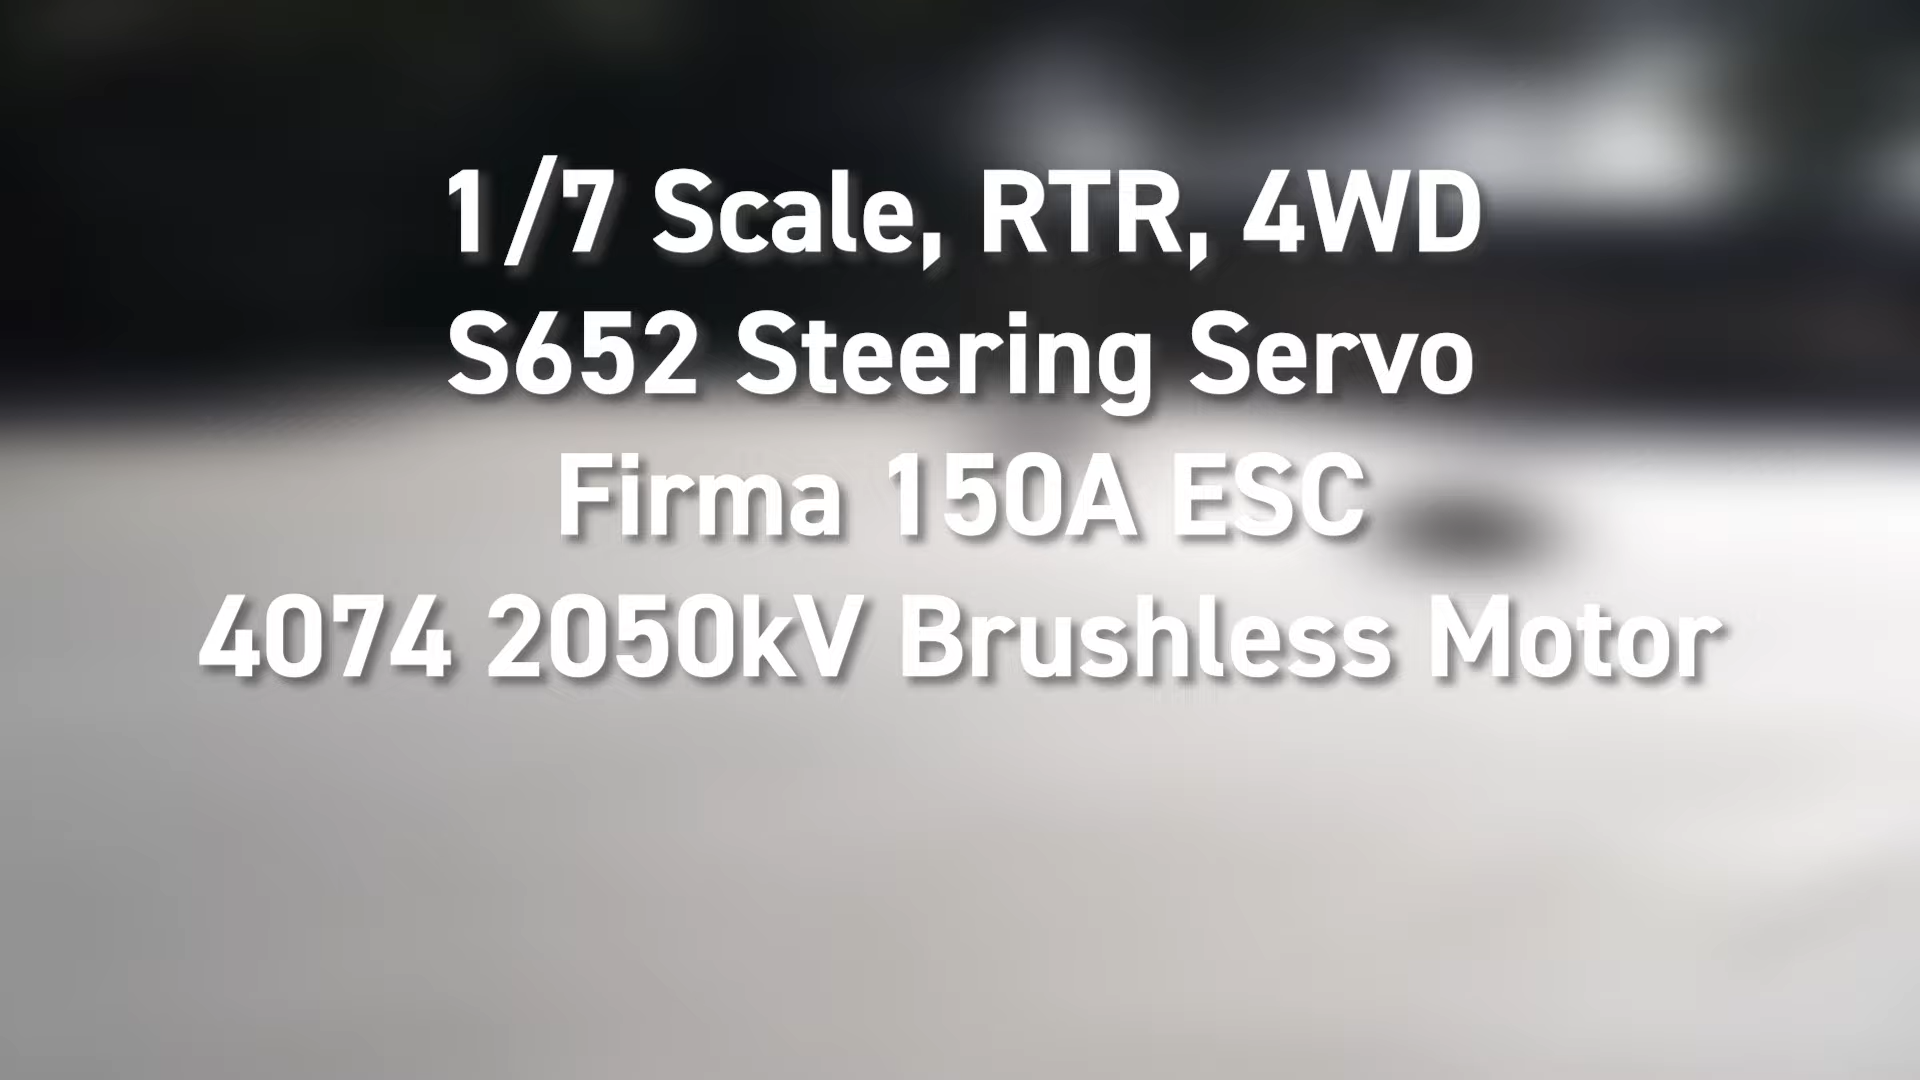 1/7 Scale, RTR, 4WD
S652 Steering Servo
Firma 150A ESC
4074 2050kV Brushless Motor